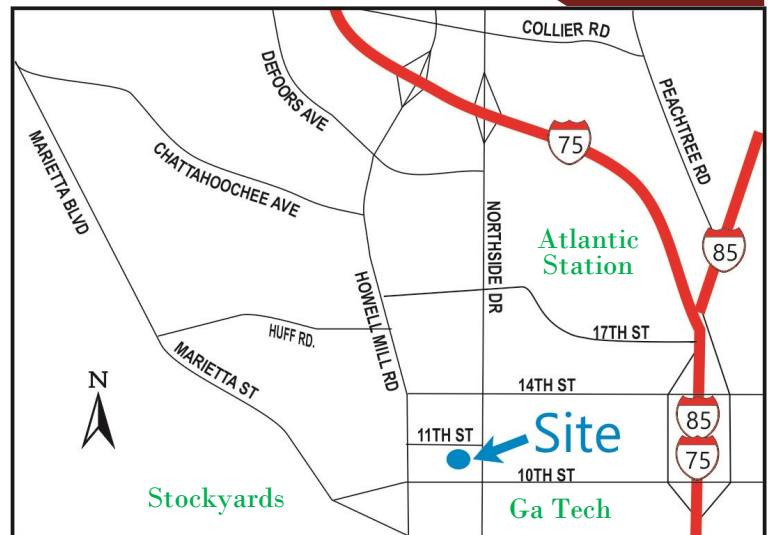 COLLIER RD
DEFOORS AVE
PEACHTREE RD
75
MARIETTA BLVD
CHATTAHOOCHEE AVE
NORTHSIDE DR
Atlantic
Station
85
HOWELL MILL RD
HUFF RD.
17TH ST
MARIETTA ST
N
14TH ST
85
11TH ST
Site
75
10TH ST
Stockyards
Ga Tech